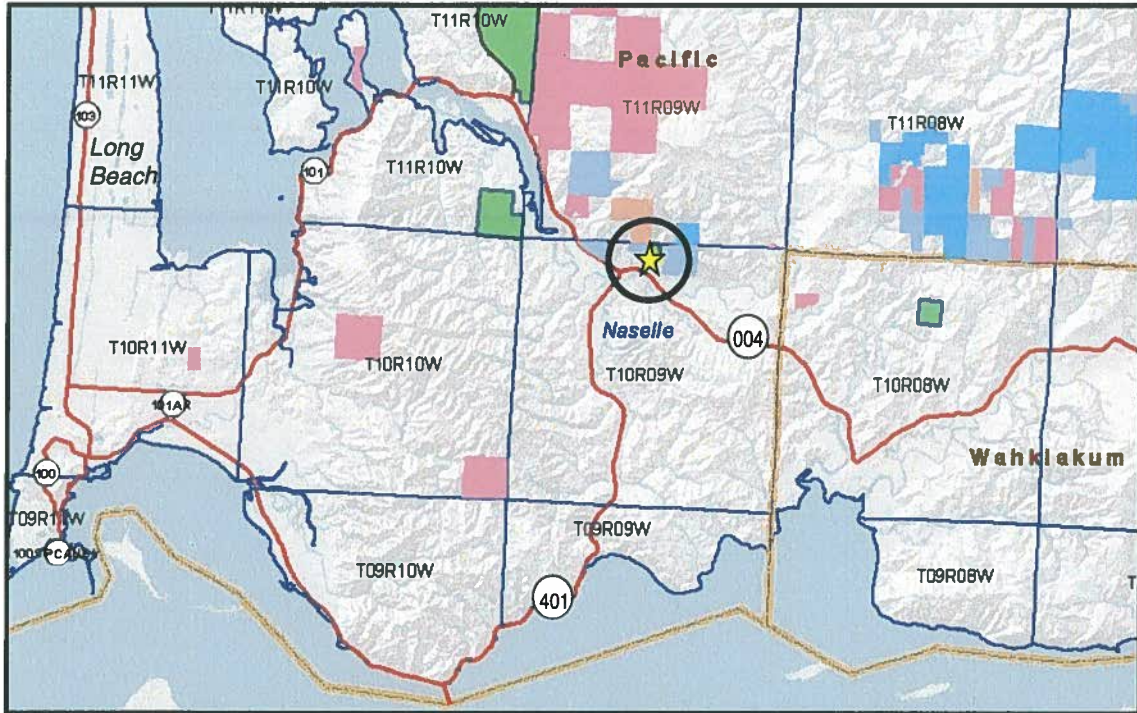 T11R10W
T11R10W
Pacific
T11R11W
T11R10W
T11R09W
103
T11R08W
Long
Beach
101
T11R10W
Naselle
004
T10R11W
T10R10W
T10R09W
T10R08W
101AR
Wahkiakum
100
T09R11W
T09R09W
T09R10W
T09R08W
401